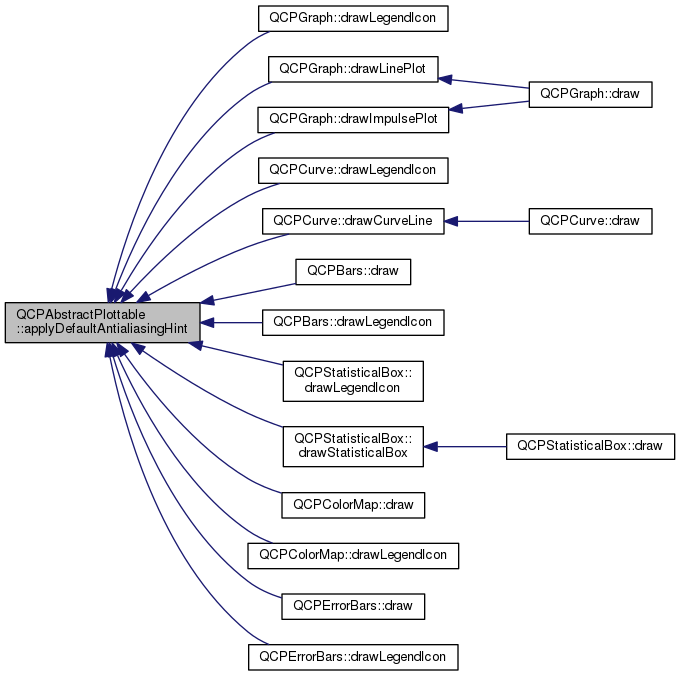 QCPGraph::drawLegendIcon
QCPGraph::drawLinePlot
QCPGraph::draw
QCPGraph::drawImpulsePlot
QCPCurve::drawLegendIcon
QCPCurve::drawCurveLine
QCPCurve::draw
QCPBars::draw
QCPAbstractPlottable
::applyDefaultAntialiasingHint
QCPBars::drawLegendIcon
QCPStatisticalBox::
drawLegendIcon
QCPStatisticalBox::
drawStatisticalBox
QCPStatisticalBox::draw
QCPColorMap::draw
QCPColorMap::drawLegendIcon
QCPErrorBars::draw
QCPErrorBars::drawLegendIcon